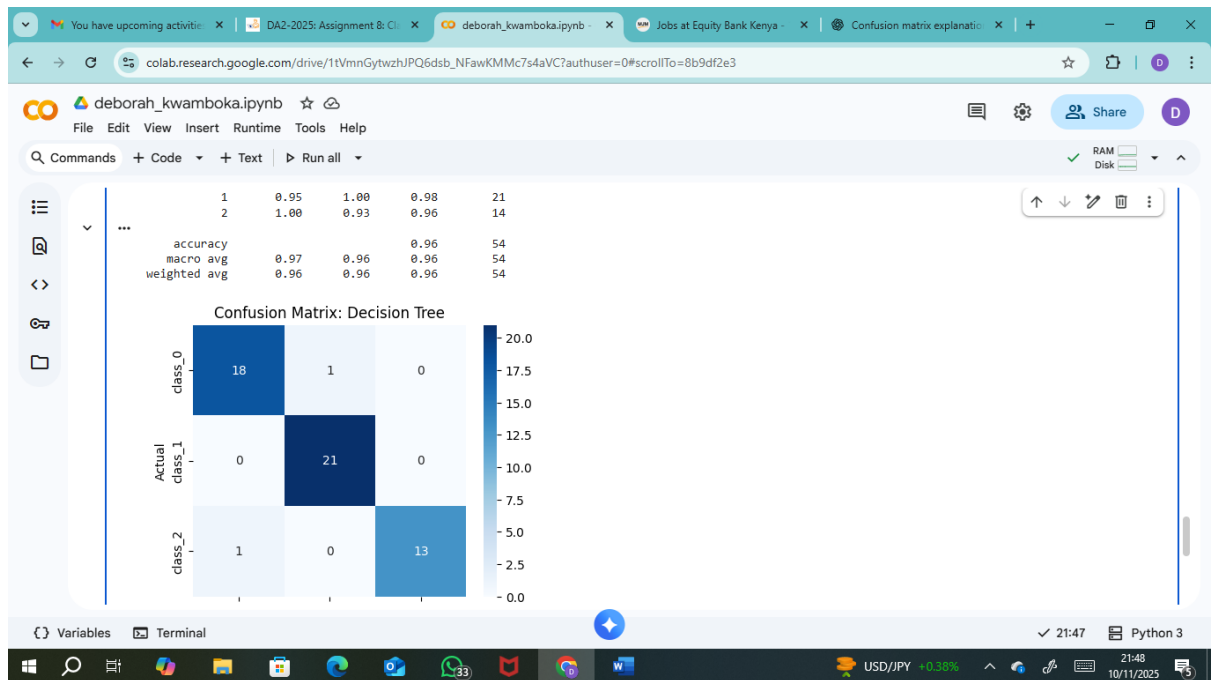 You have upcoming activitie
DA2-2025: Assignment 8: Cl
deborah_kwamboka.ipynb -
Jobs at Equity Bank Kenya -
Confusion matrix explanatio
colab.research.google.com/drive/1tVmnGytwzhJPQ6dsb_NFawKMMc7s4aVC?authuser=0#scrollTo=8b9df2e3
D
deborah_kwamboka.ipynb
Share
D
File Edit View Insert Runtime Tools Help
Commands + Code + Text Run all
RAM
Disk
1 0.95 1.00 0.98 21
2 1.00 0.93 0.96 14
...
accuracy 0.96 54
macro avg 0.97 0.96 0.96 54
weighted avg 0.96 0.96 0.96 54
Confusion Matrix: Decision Tree
class_0 18 1 0
Actual
class_1 0 21 0
class_2 1 0 13
20.0
17.5
15.0
12.5
10.0
7.5
5.0
2.5
0.0
{} Variables Terminal
21:47 Python 3
33
USD/JPY +0.38%
21:48
10/11/2025
5